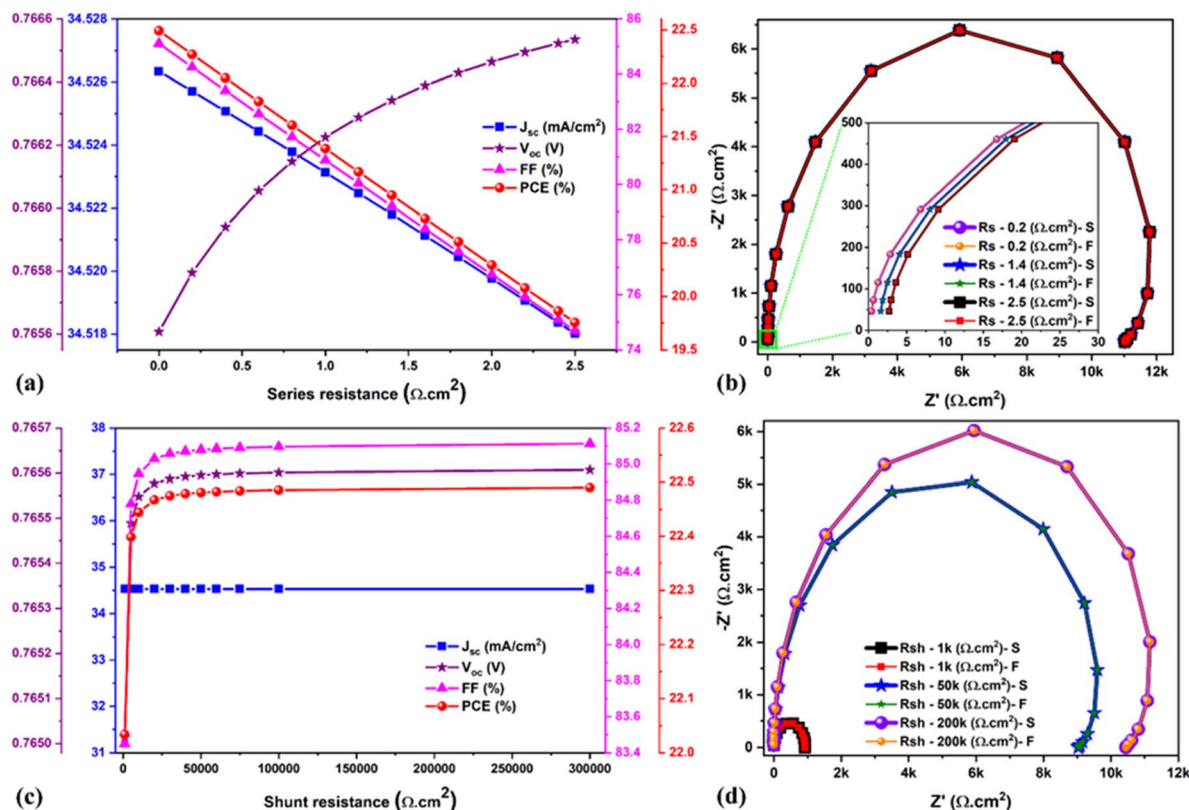 0.7666
0.7664
0.7662
0.7660
0.7658
0.7656
34.528
34.526
34.524
34.522
34.520
34.518
86
84
82
80
78
76
74
22.5
22.0
21.5
21.0
20.5
20.0
19.5
J_sc (mA/cm²)
V_oc (V)
FF (%)
PCE (%)
0.0 0.5 1.0 1.5 2.0 2.5
Series resistance (Ω.cm²)
(a)
-Z' (Ω.cm²)
6k
5k
4k
3k
2k
1k
0
500
400
300
200
100
0
0 5 10 15 20 25 30
Rs - 0.2 (Ω.cm²)- S
Rs - 0.2 (Ω.cm²)- F
Rs - 1.4 (Ω.cm²)- S
Rs - 1.4 (Ω.cm²)- F
Rs - 2.5 (Ω.cm²)- S
Rs - 2.5 (Ω.cm²)- F
0 2k 4k 6k 8k 10k 12k
Z' (Ω.cm²)
(b)
0.7657
0.7656
0.7655
0.7653
0.7652
0.7651
0.7650
38
37
36
35
34
33
32
31
85.2
85.0
84.8
84.6
84.4
84.3
84.1
83.9
83.7
83.5
83.4
22.6
22.5
22.4
22.3
22.2
22.1
22.0
J_sc (mA/cm²)
V_oc (V)
FF (%)
PCE (%)
0 50000 100000 150000 200000 250000 300000
Shunt resistance (Ω.cm²)
(c)
-Z' (Ω.cm²)
6k
5k
4k
3k
2k
1k
0
Rsh - 1k (Ω.cm²)- S
Rsh - 1k (Ω.cm²)- F
Rsh - 50k (Ω.cm²)- S
Rsh - 50k (Ω.cm²)- F
Rsh - 200k (Ω.cm²)- S
Rsh - 200k (Ω.cm²)- F
0 2k 4k 6k 8k 10k 12k
Z' (Ω.cm²)
(d)